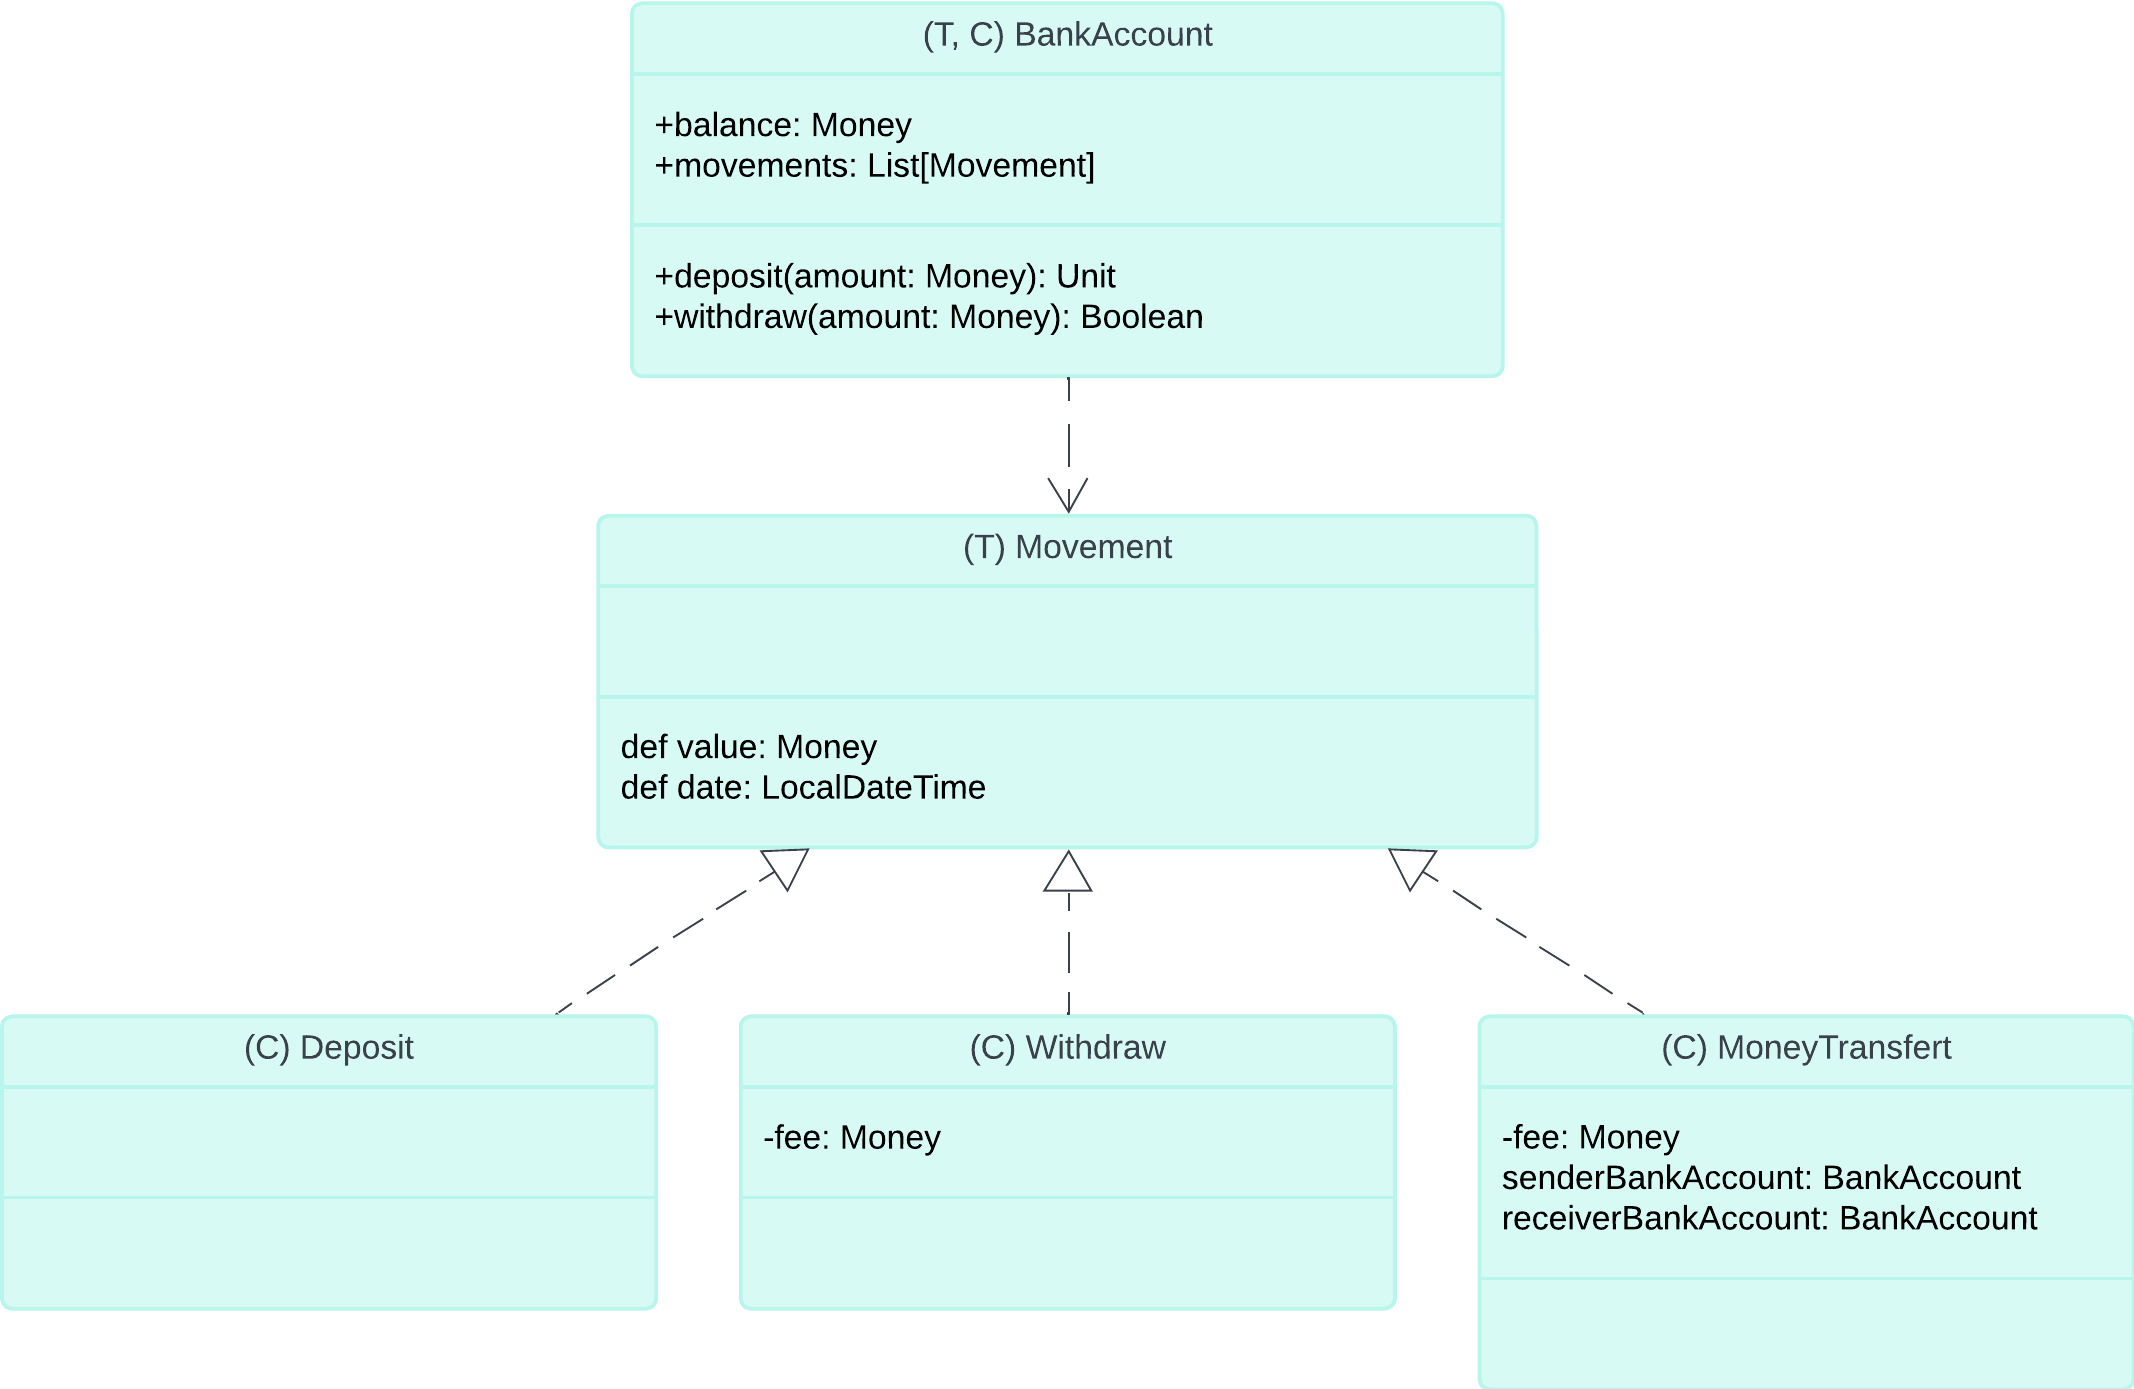 (T, C) BankAccount
+balance: Money
+movements: List[Movement]
+deposit(amount: Money): Unit
+withdraw(amount: Money): Boolean
(T) Movement
def value: Money
def date: LocalDateTime
(C) Deposit
(C) Withdraw
-fee: Money
(C) MoneyTransfert
-fee: Money
senderBankAccount: BankAccount
receiverBankAccount: BankAccount